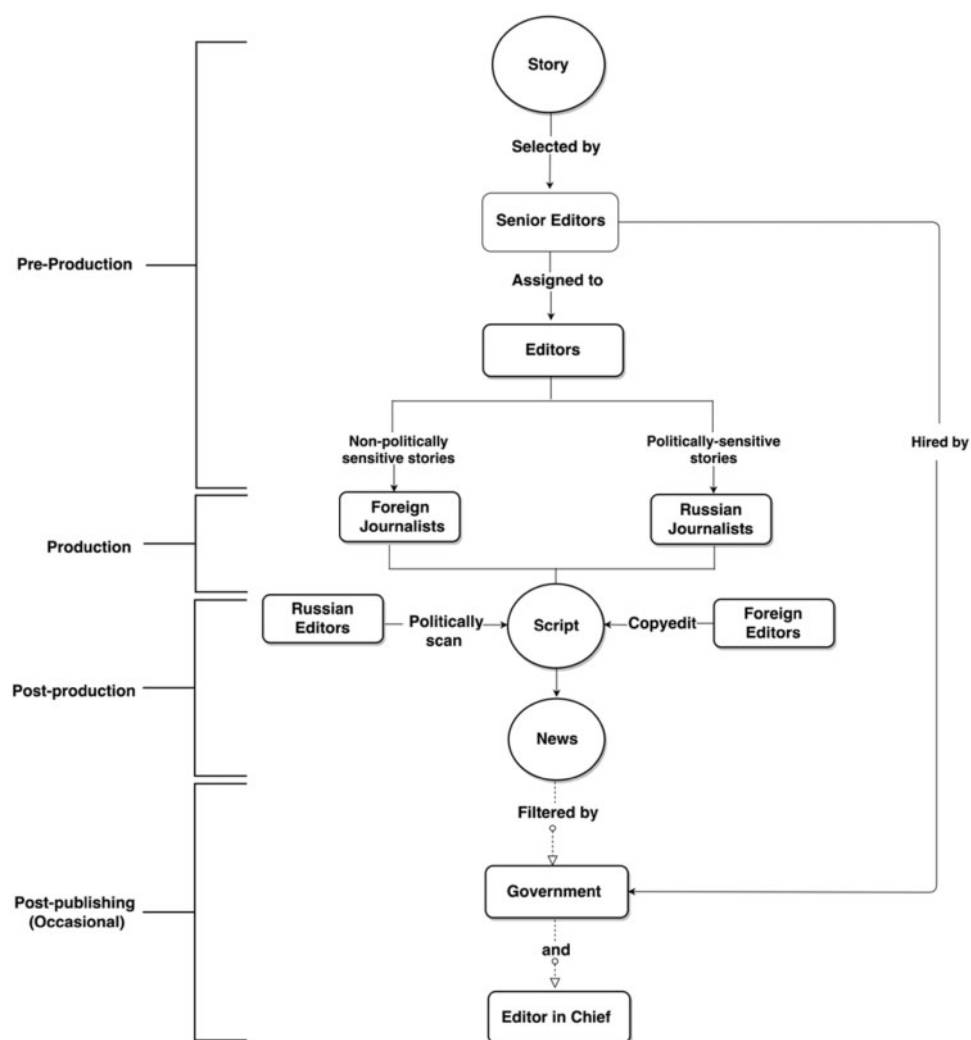 Story
Selected by
Senior Editors
Pre-Production
Assigned to
Editors
Non-politically
sensitive stories
Politically-sensitive
stories
Hired by
Foreign
Journalists
Russian
Journalists
Production
Russian
Editors
Politically
scan
Script
Copyedit
Foreign
Editors
Post-production
News
Filtered by
Government
Post-publishing
(Occasional)
and
Editor in Chief